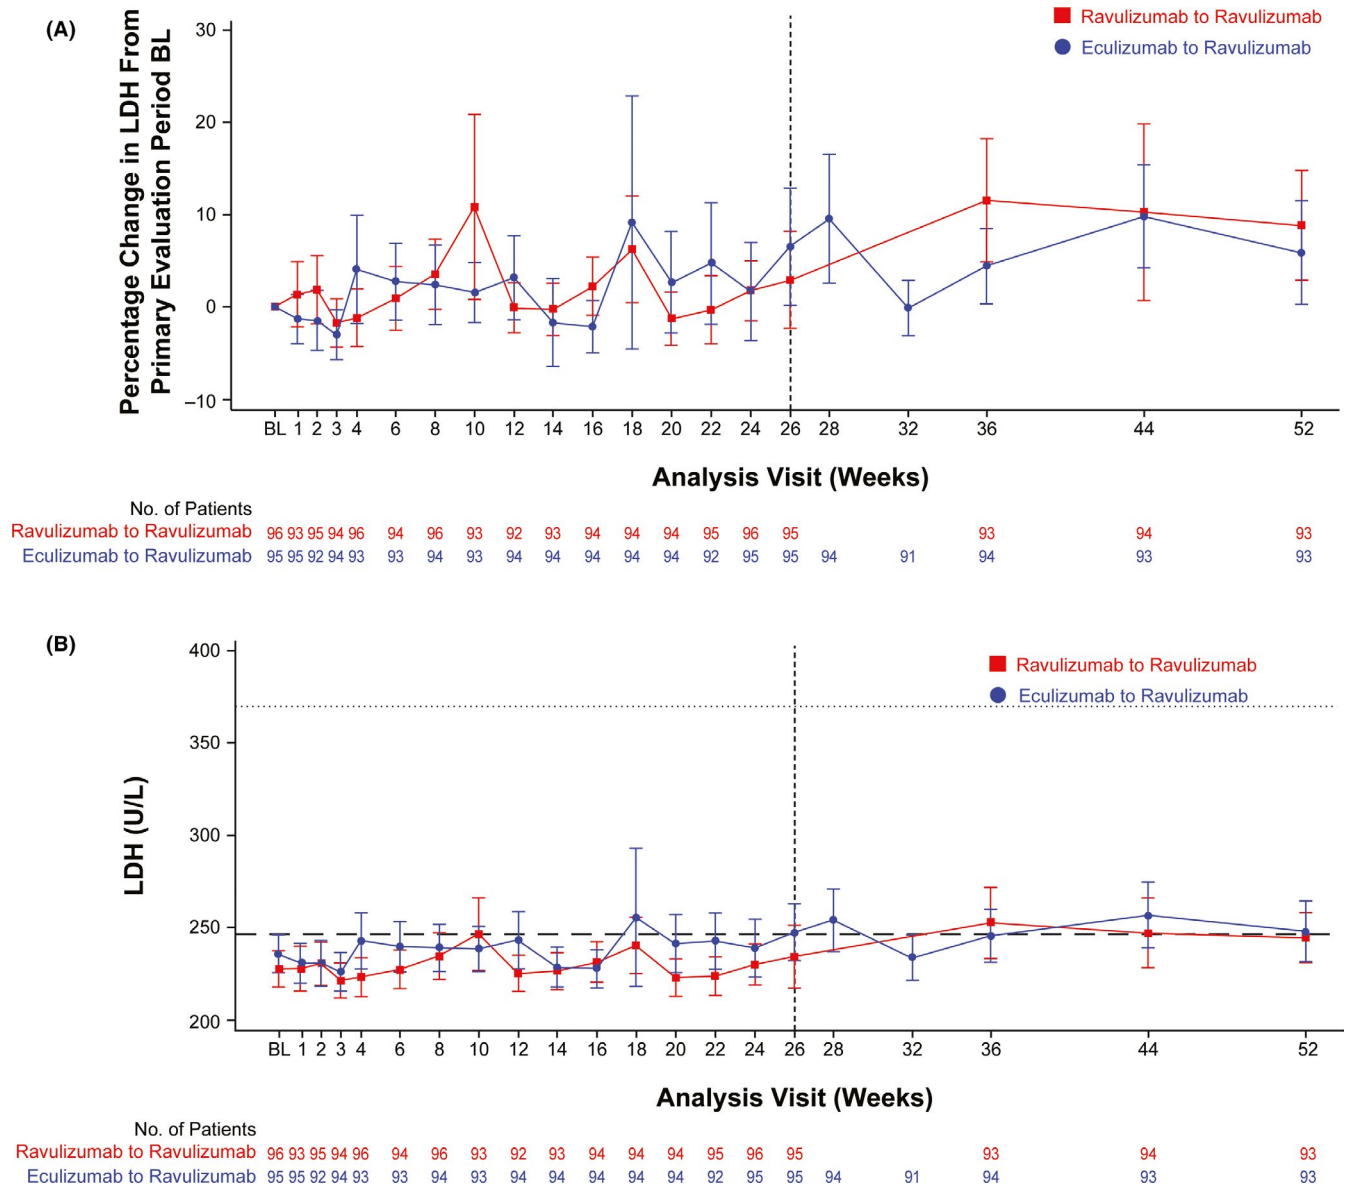 (A)
Ravulizumab to Ravulizumab
Eculizumab to Ravulizumab
Percentage Change in LDH From
Primary Evaluation Period BL
30
20
10
0
–10
BL 1 2 3 4 6 8 10 12 14 16 18 20 22 24 26 28 32 36 44 52
Analysis Visit (Weeks)
No. of Patients
Ravulizumab to Ravulizumab 96 93 95 94 96 94 96 93 92 93 94 94 94 95 96 95 93 94 93
Eculizumab to Ravulizumab 95 95 92 94 93 93 94 93 94 94 94 94 94 92 95 95 94 91 94 93 93
(B)
Ravulizumab to Ravulizumab
Eculizumab to Ravulizumab
LDH (U/L)
400
350
300
250
200
BL 1 2 3 4 6 8 10 12 14 16 18 20 22 24 26 28 32 36 44 52
Analysis Visit (Weeks)
No. of Patients
Ravulizumab to Ravulizumab 96 93 95 94 96 94 96 93 92 93 94 94 94 95 96 95 93 94 93
Eculizumab to Ravulizumab 95 95 92 94 93 93 94 93 94 94 94 94 94 92 95 95 94 91 94 93 93